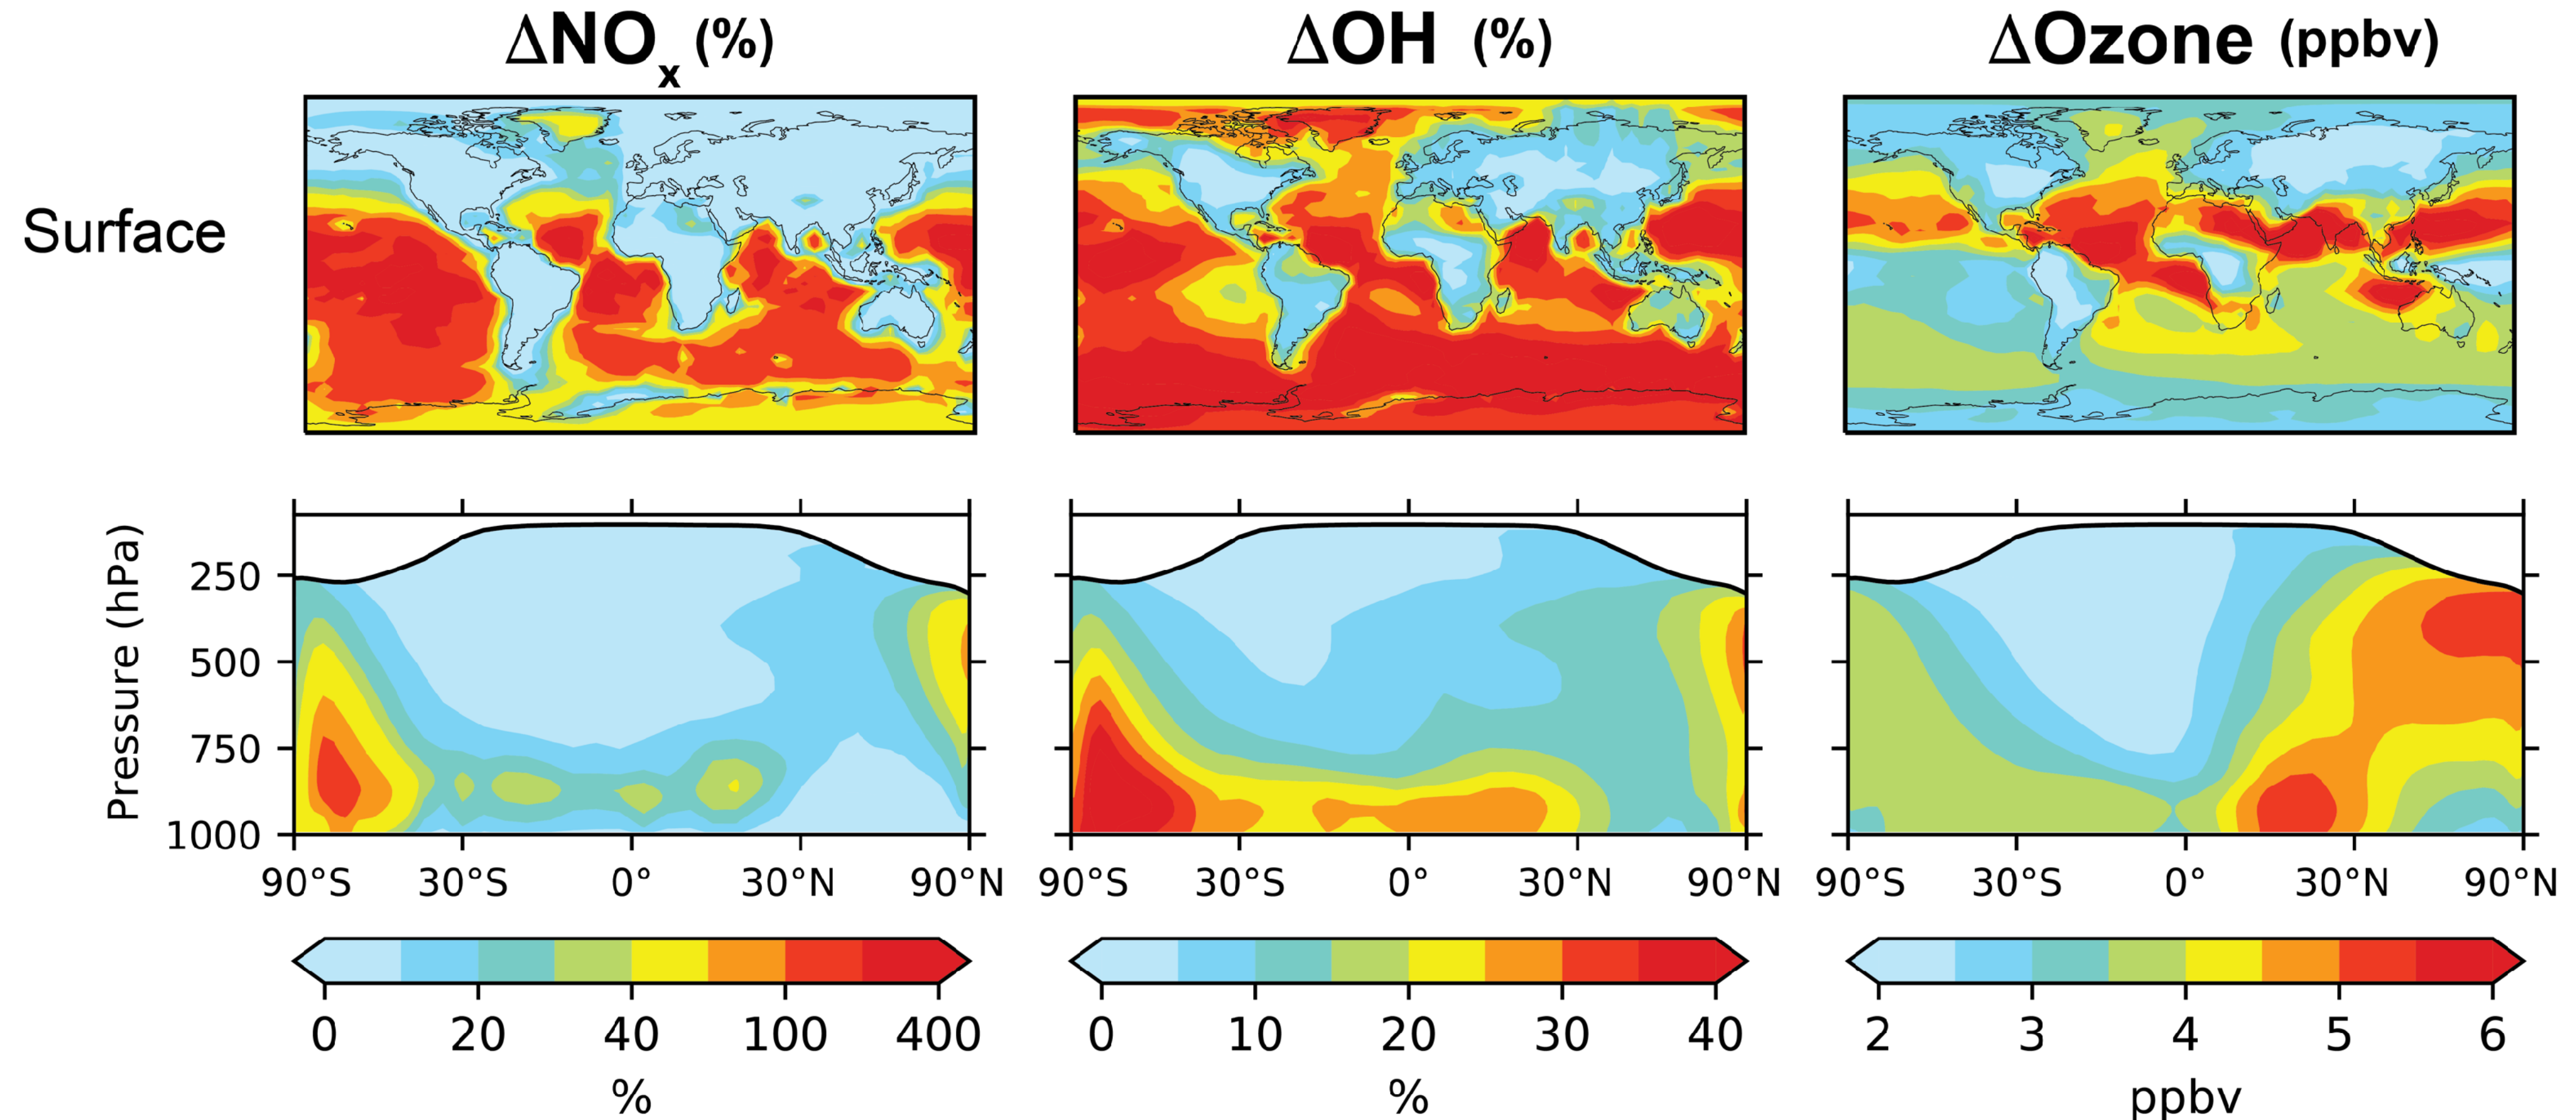 ΔNOx (%)
ΔOH (%)
ΔOzone (ppbv)
Surface
Pressure (hPa)
250
500
750
1000
90°S 30°S 0° 30°N 90°N
90°S 30°S 0° 30°N 90°N
90°S 30°S 0° 30°N 90°N
0 20 40 100 400
%
0 10 20 30 40
%
2 3 4 5 6
ppbv